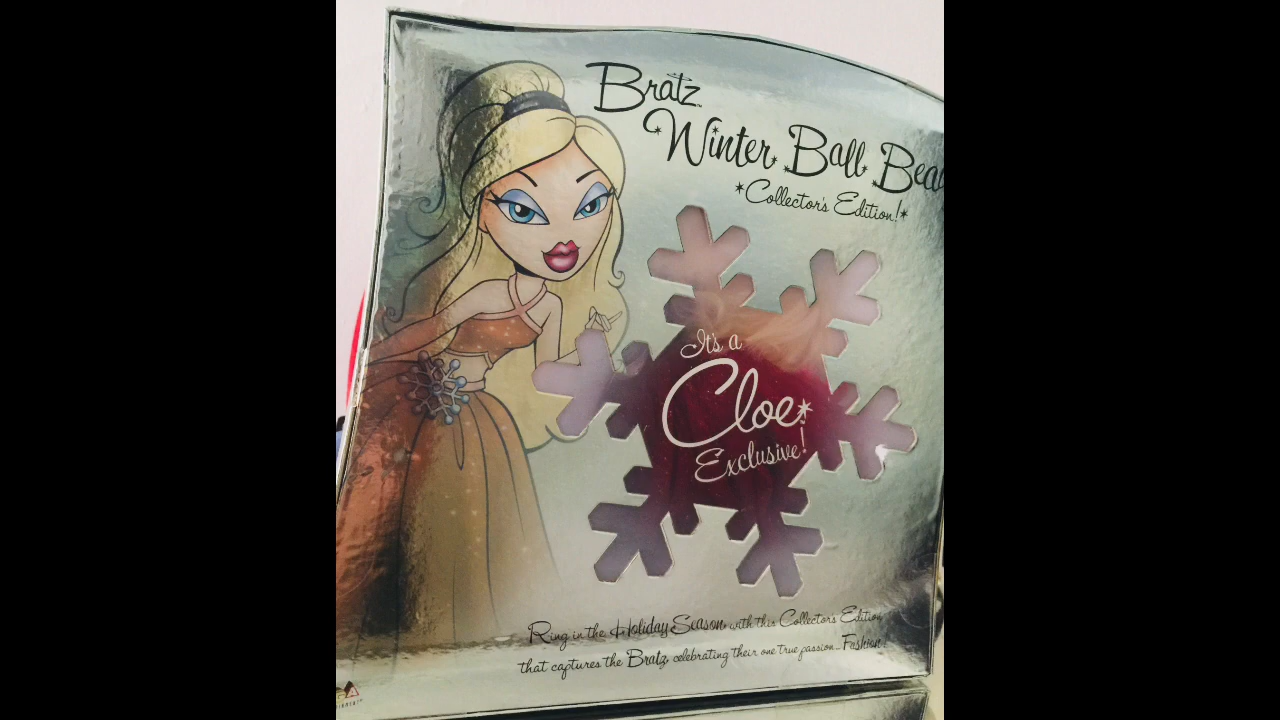 Bratz™
Winter Ball Bea
*Collector's Edition!*
It's a
Cloe
Exclusive!
Ring in the Holiday Season with this Collector's Edition
that captures the Bratz, celebrating their one true passion... Fashion!